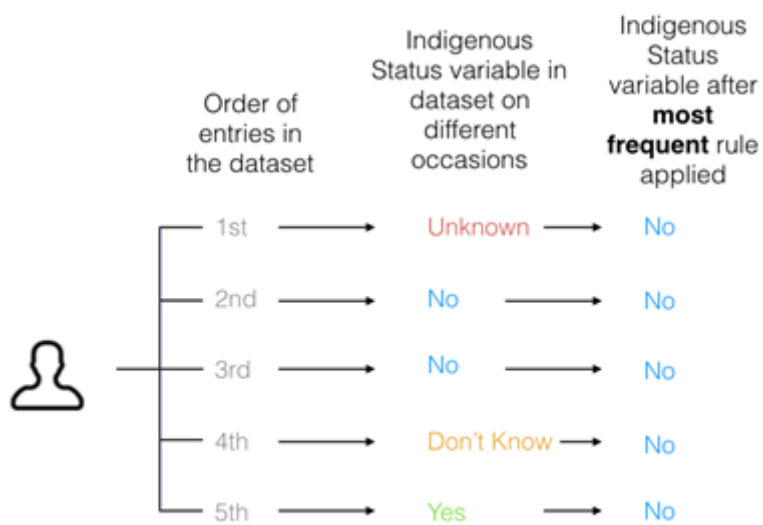 Order of
entries in
the dataset
Indigenous
Status variable in
dataset on
different
occasions
Indigenous
Status
variable after
most
frequent rule
applied
1st Unknown No
2nd No No
3rd No No
4th Don't Know No
5th Yes No